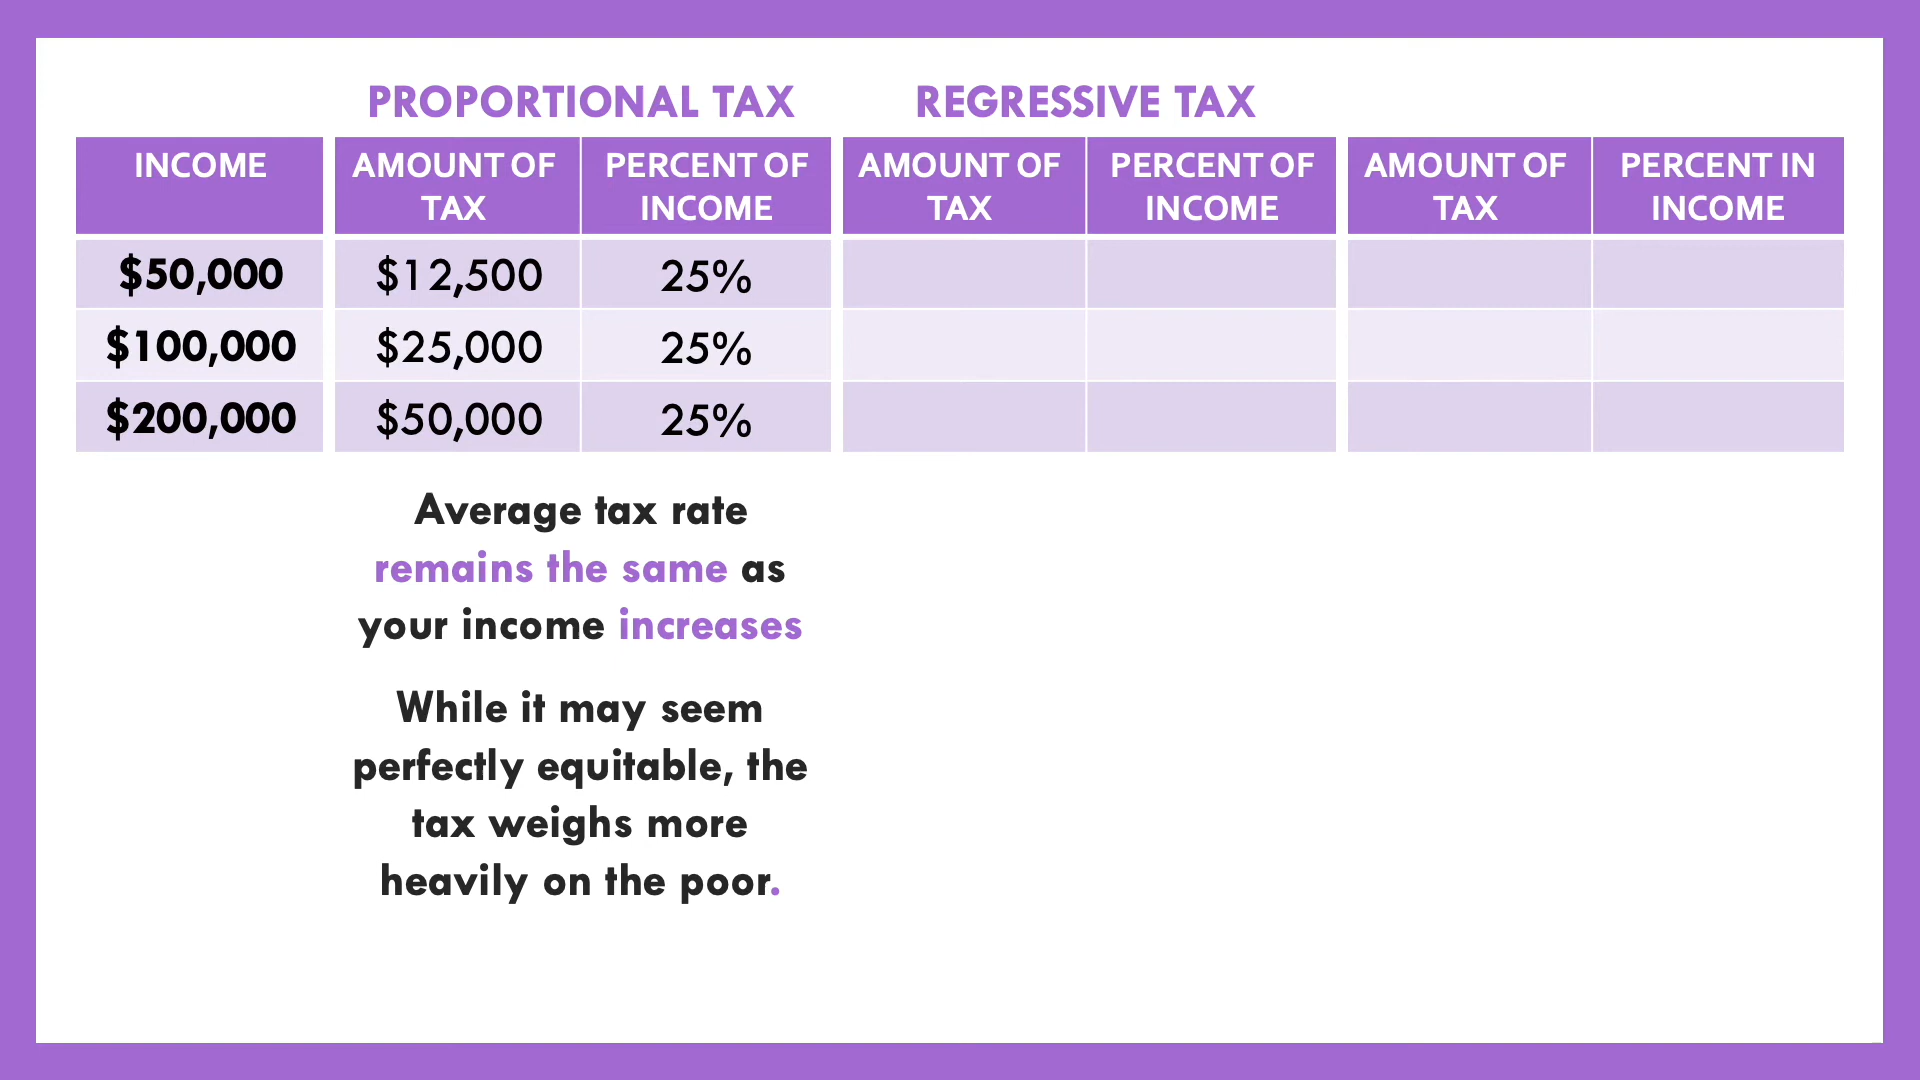 PROPORTIONAL TAX REGRESSIVE TAX
INCOME AMOUNT OF TAX PERCENT OF INCOME AMOUNT OF TAX PERCENT OF INCOME AMOUNT OF TAX PERCENT IN INCOME
$50,000 $12,500 25%
$100,000 $25,000 25%
$200,000 $50,000 25%
Average tax rate
remains the same as
your income increases
While it may seem
perfectly equitable, the
tax weighs more
heavily on the poor.